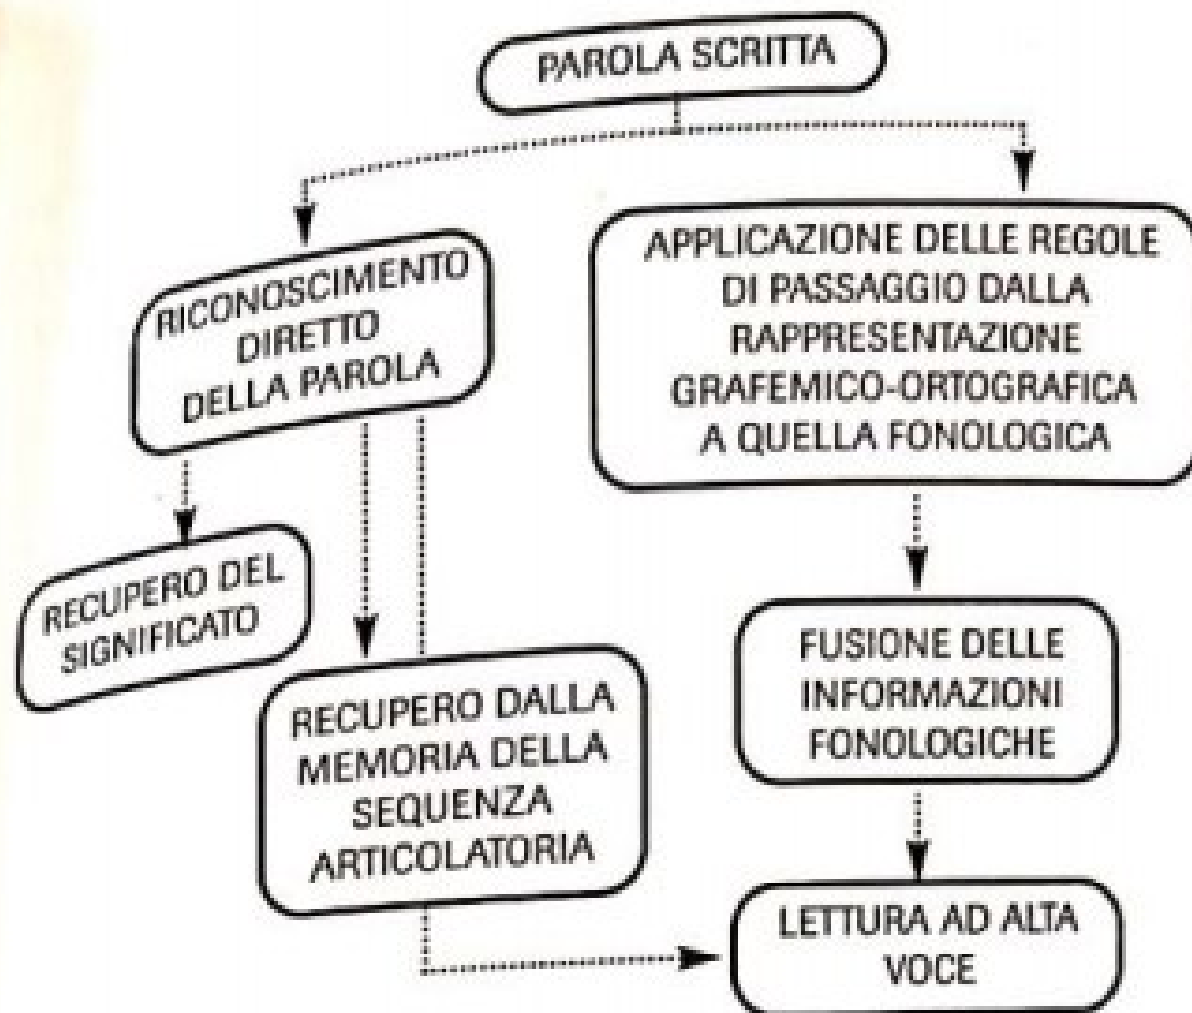 PAROLA SCRITTA
RICONOSCIMENTO
DIRETTO
DELLA PAROLA
APPLICAZIONE DELLE REGOLE
DI PASSAGGIO DALLA
RAPPRESENTAZIONE
GRAFEMICO-ORTOGRAFICA
A QUELLA FONOLOGICA
RECUPERO DEL
SIGNIFICATO
RECUPERO DALLA
MEMORIA DELLA
SEQUENZA
ARTICOLATORIA
FUSIONE DELLE
INFORMAZIONI
FONOLOGICHE
LETTURA AD ALTA
VOCE